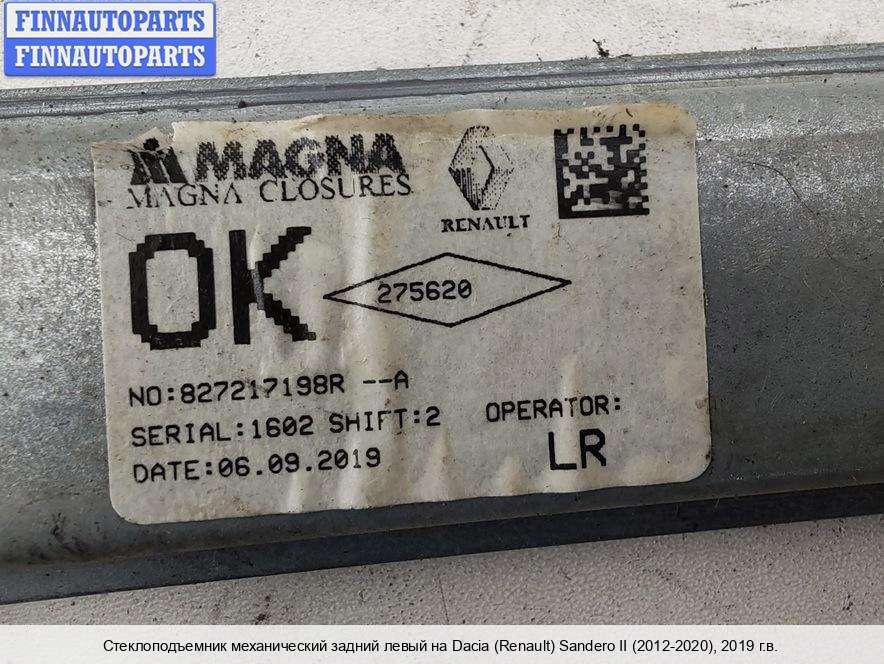 FINNAUTOPARTS
FINNAUTOPARTS
MAGNA
MAGNA CLOSURES
RENAULT
OK
275620
NO:827217198R --A
SERIAL:1602 SHIFT:2
OPERATOR:
DATE:06.09.2019
LR
Стеклоподъемник механический задний левый на Dacia (Renault) Sandero II (2012-2020), 2019 г.в.